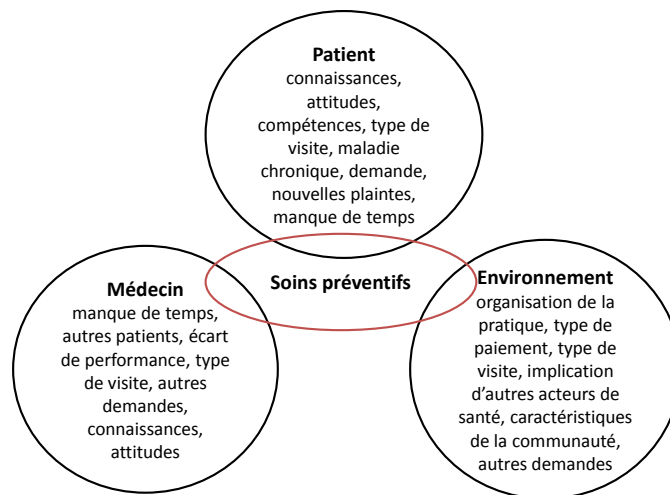 Patient
connaissances,
attitudes,
compétences, type de
visite, maladie
chronique, demande,
nouvelles plaintes,
manque de temps
Soins préventifs
Médecin
manque de temps,
autres patients, écart
de performance, type
de visite, autres
demandes,
connaissances,
attitudes
Environnement
organisation de la
pratique, type de
paiement, type de
visite, implication
d’autres acteurs de
santé, caractéristiques
de la communauté,
autres demandes